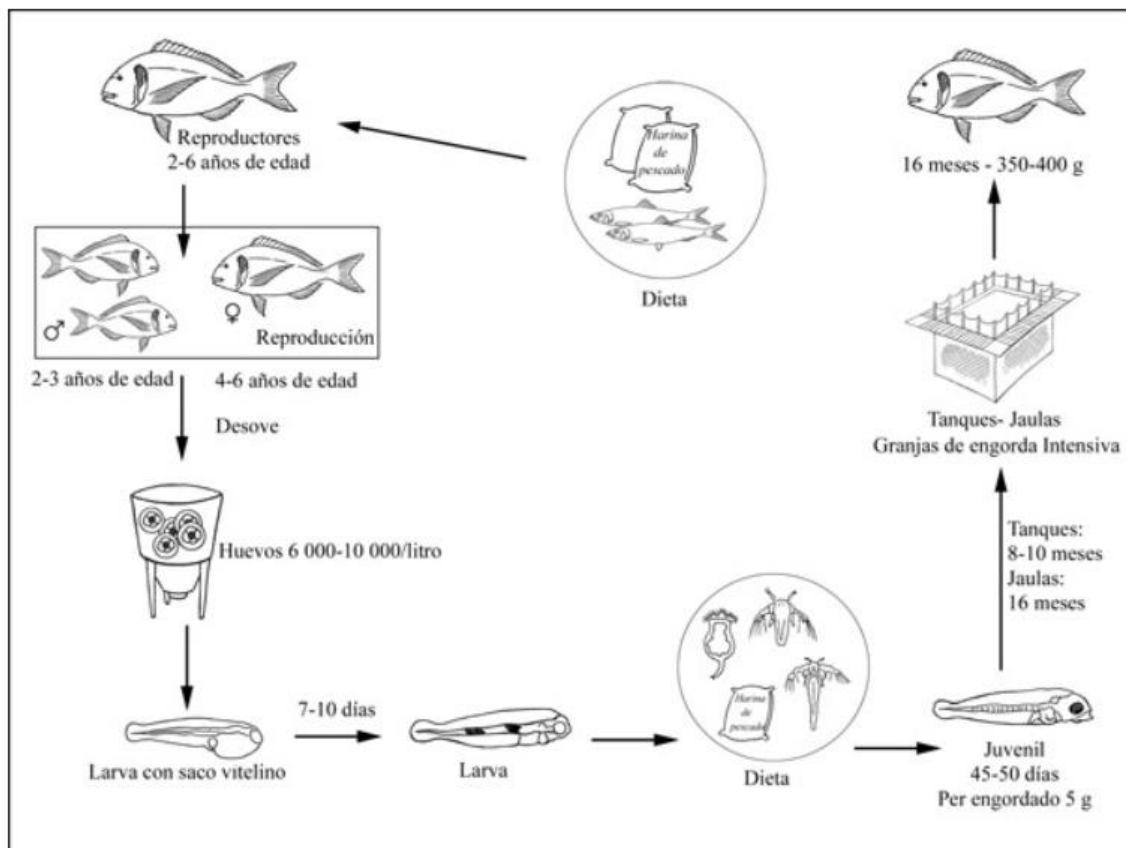 Reproductores
2-6 años de edad
Harina
de
pescado
Dieta
16 meses - 350-400 g
♂
♀
Reproducción
2-3 años de edad
4-6 años de edad
Desove
Tanques- Jaulas
Granjas de engorda Intensiva
Huevos 6 000-10 000/litro
Tanques:
8-10 meses
Jaulas:
16 meses
7-10 días
Larva con saco vitelino
Larva
Harina
de
pescado
Dieta
Juvenil
45-50 días
Per engordado 5 g